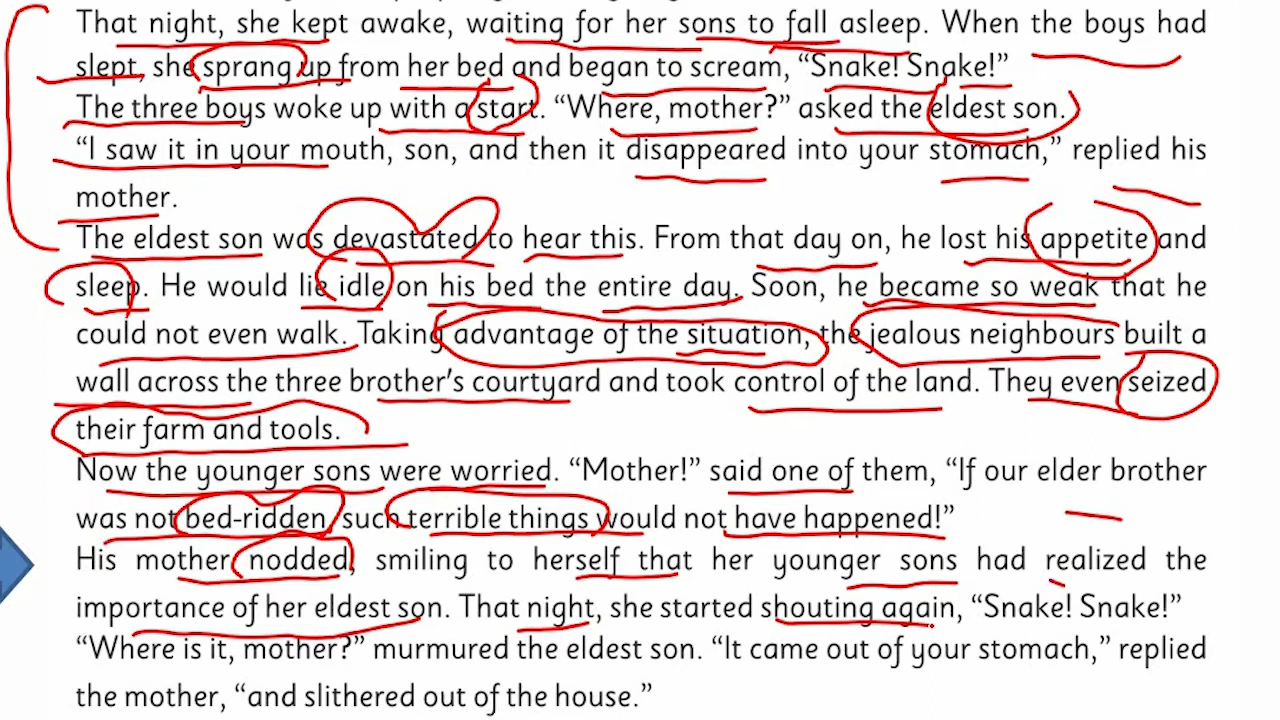 That night, she kept awake, waiting for her sons to fall asleep. When the boys had
slept, she sprang up from her bed and began to scream, “Snake! Snake!”
The three boys woke up with a start. “Where, mother?” asked the eldest son.
“I saw it in your mouth, son, and then it disappeared into your stomach,” replied his
mother.
The eldest son was devastated to hear this. From that day on, he lost his appetite and
sleep. He would lie idle on his bed the entire day. Soon, he became so weak that he
could not even walk. Taking advantage of the situation, the jealous neighbours built a
wall across the three brother’s courtyard and took control of the land. They even seized
their farm and tools.
Now the younger sons were worried. “Mother!” said one of them, “If our elder brother
was not bed-ridden, such terrible things would not have happened!”
His mother nodded, smiling to herself that her younger sons had realized the
importance of her eldest son. That night, she started shouting again, “Snake! Snake!”
“Where is it, mother?” murmured the eldest son. “It came out of your stomach,” replied
the mother, “and slithered out of the house.”